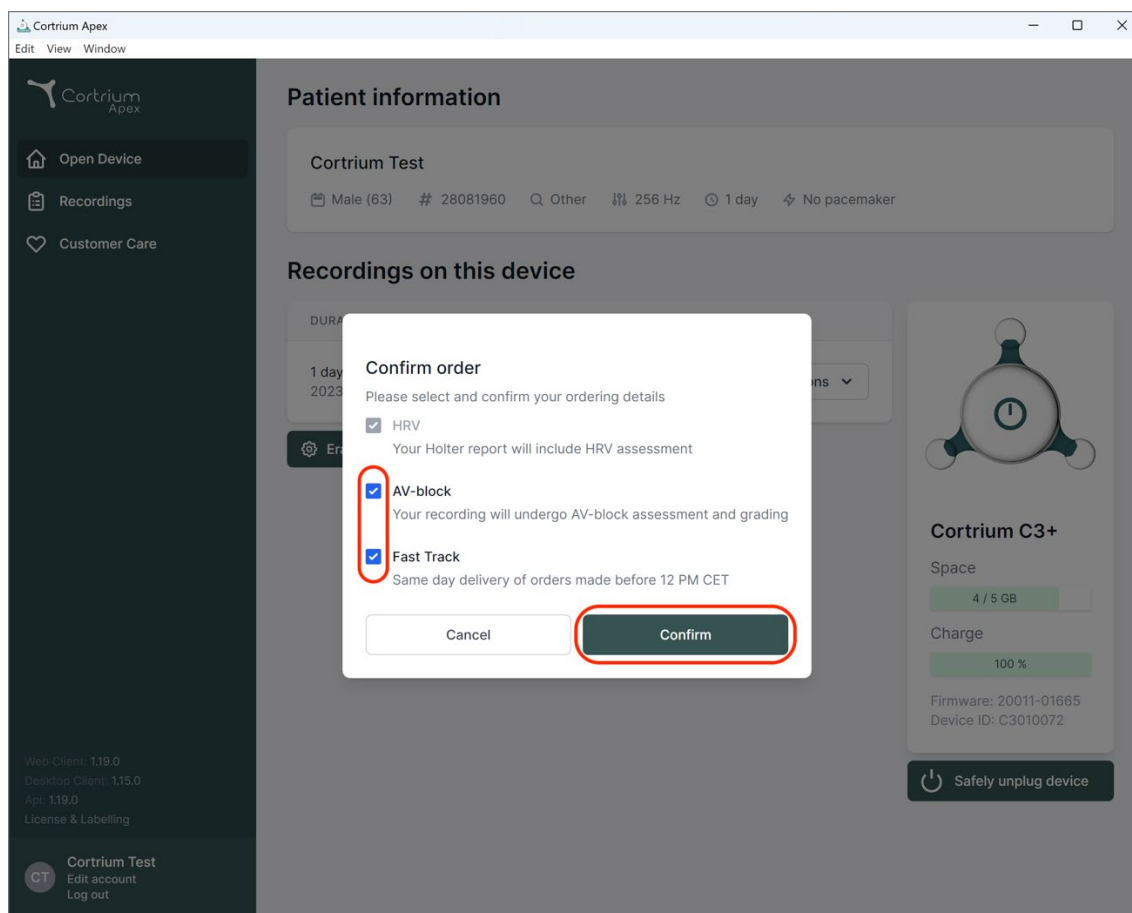 Cortrium Apex
Edit View Window
Cortrium
Apex
Open Device
Recordings
Customer Care
Patient information
Cortrium Test
Male (63) # 28081960 Other 256 Hz 1 day No pacemaker
Recordings on this device
DURA
1 day
2023
ons
Era
Confirm order
Please select and confirm your ordering details
HRV
Your Holter report will include HRV assessment
AV-block
Your recording will undergo AV-block assessment and grading
Fast Track
Same day delivery of orders made before 12 PM CET
Cancel
Confirm
Cortrium C3+
Space
4 / 5 GB
Charge
100 %
Firmware: 20011-01665
Device ID: C3010072
Safely unplug device
Web Client: 1.19.0
Desktop Client: 1.15.0
Api: 1.19.0
License & Labelling
CT
Cortrium Test
Edit account
Log out